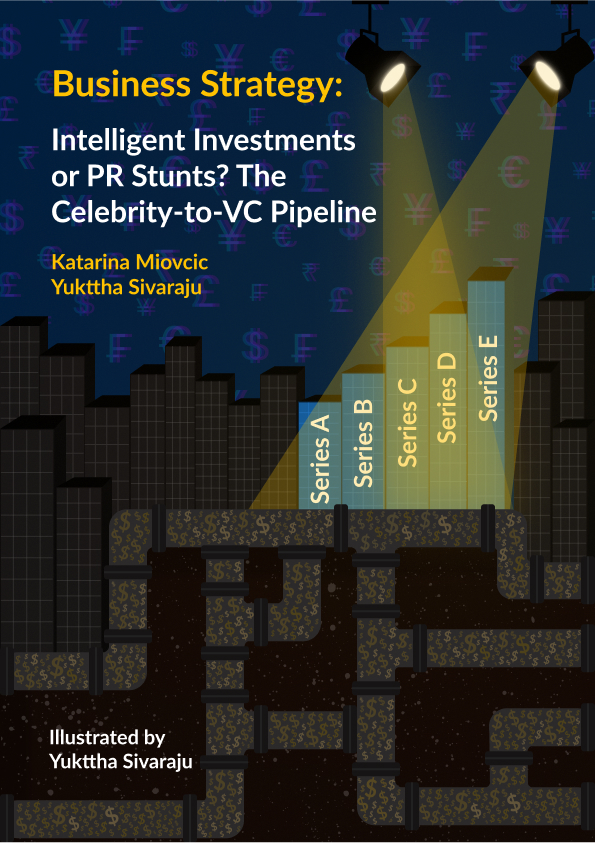 Business Strategy:
Intelligent Investments
or PR Stunts? The
Celebrity-to-VC Pipeline
Katarina Miovcic
Yukttha Sivaraju
Series A
Series B
Series C
Series D
Series E
Illustrated by
Yukttha Sivaraju